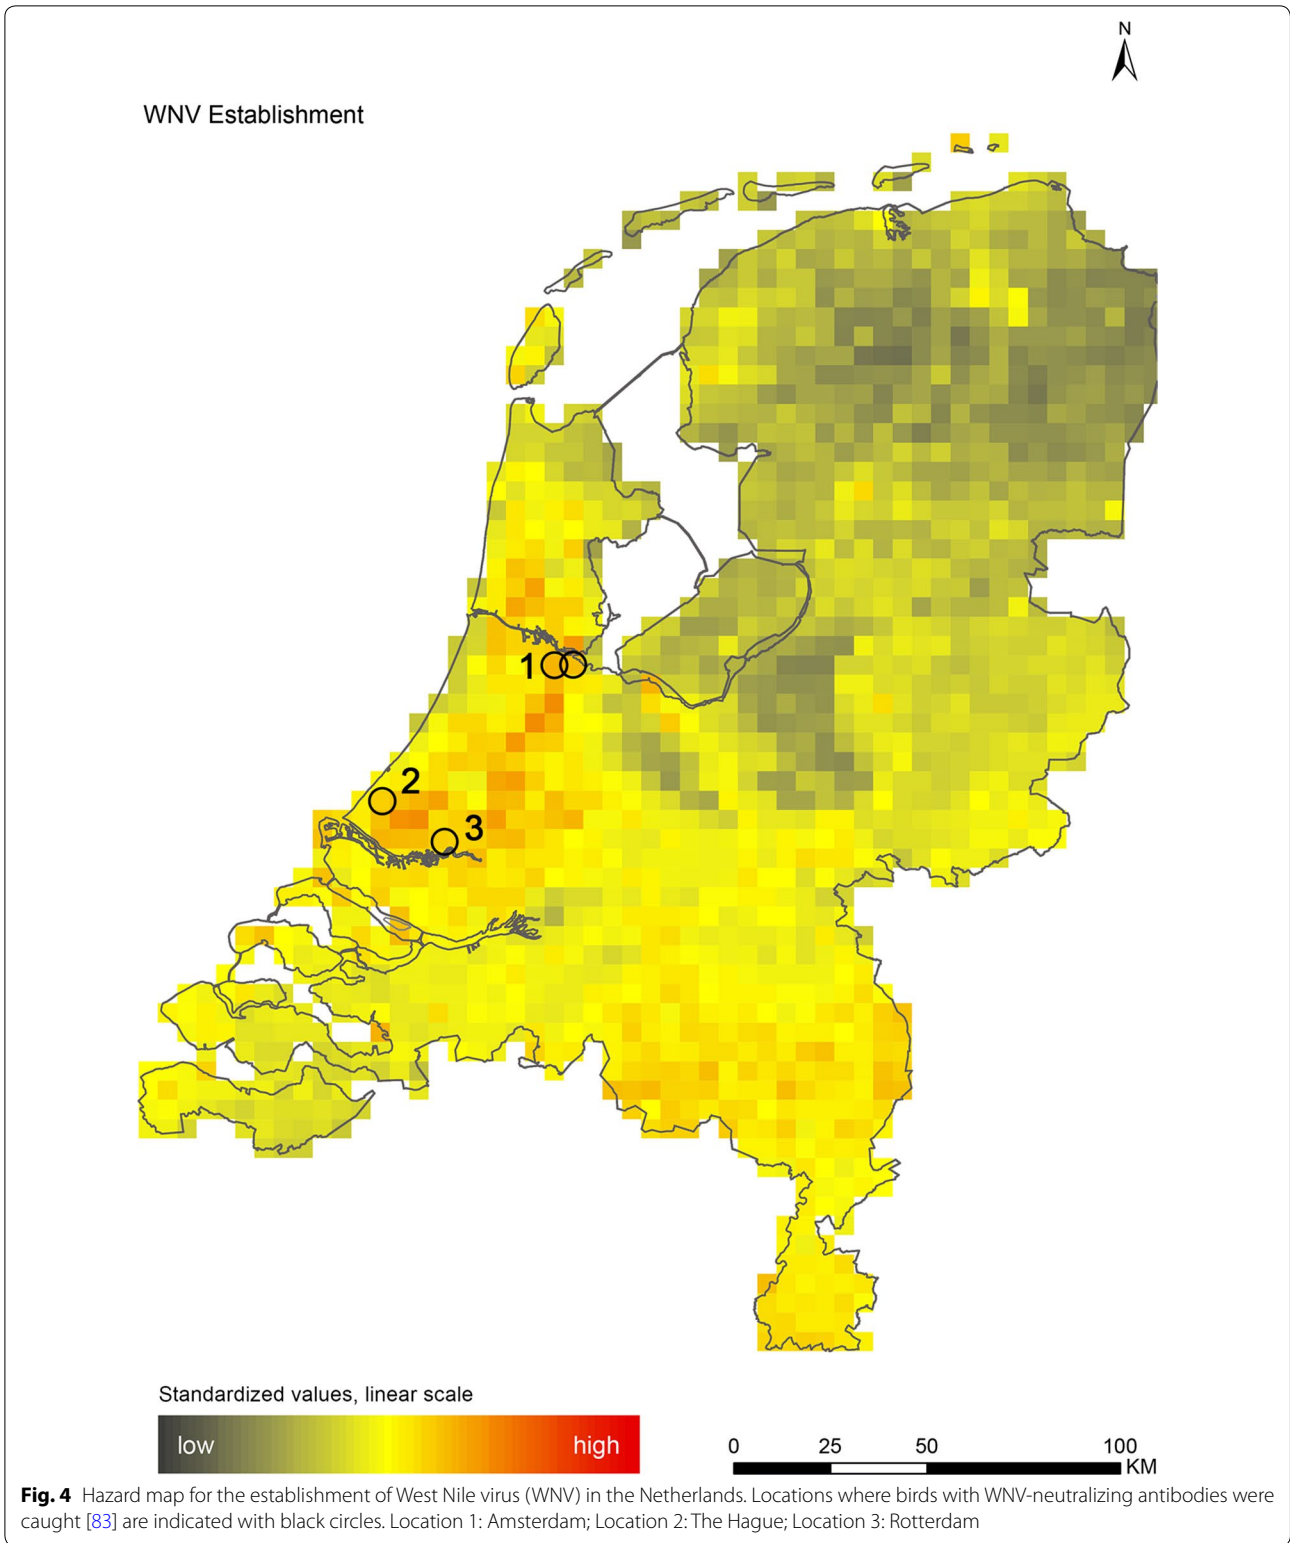 N
WNV Establishment
1
2
3
Standardized values, linear scale
low high
0 25 50 100
KM
Fig. 4 Hazard map for the establishment of West Nile virus (WNV) in the Netherlands. Locations where birds with WNV-neutralizing antibodies were
caught [83] are indicated with black circles. Location 1: Amsterdam; Location 2: The Hague; Location 3: Rotterdam